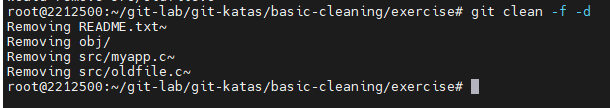 root@2212500:~/git-lab/git-katas/basic-cleaning/exercise# git clean -f -d
Removing README.txt~
Removing obj/
Removing src/myapp.c~
Removing src/oldfile.c~
root@2212500:~/git-lab/git-katas/basic-cleaning/exercise#